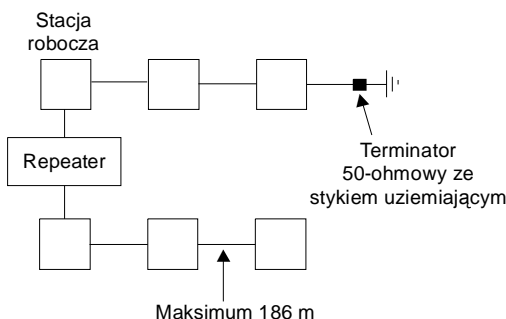 Stacja
robocza
Repeater
Terminator
50-ohmowy ze
stykiem uziemiającym
Maksimum 186 m